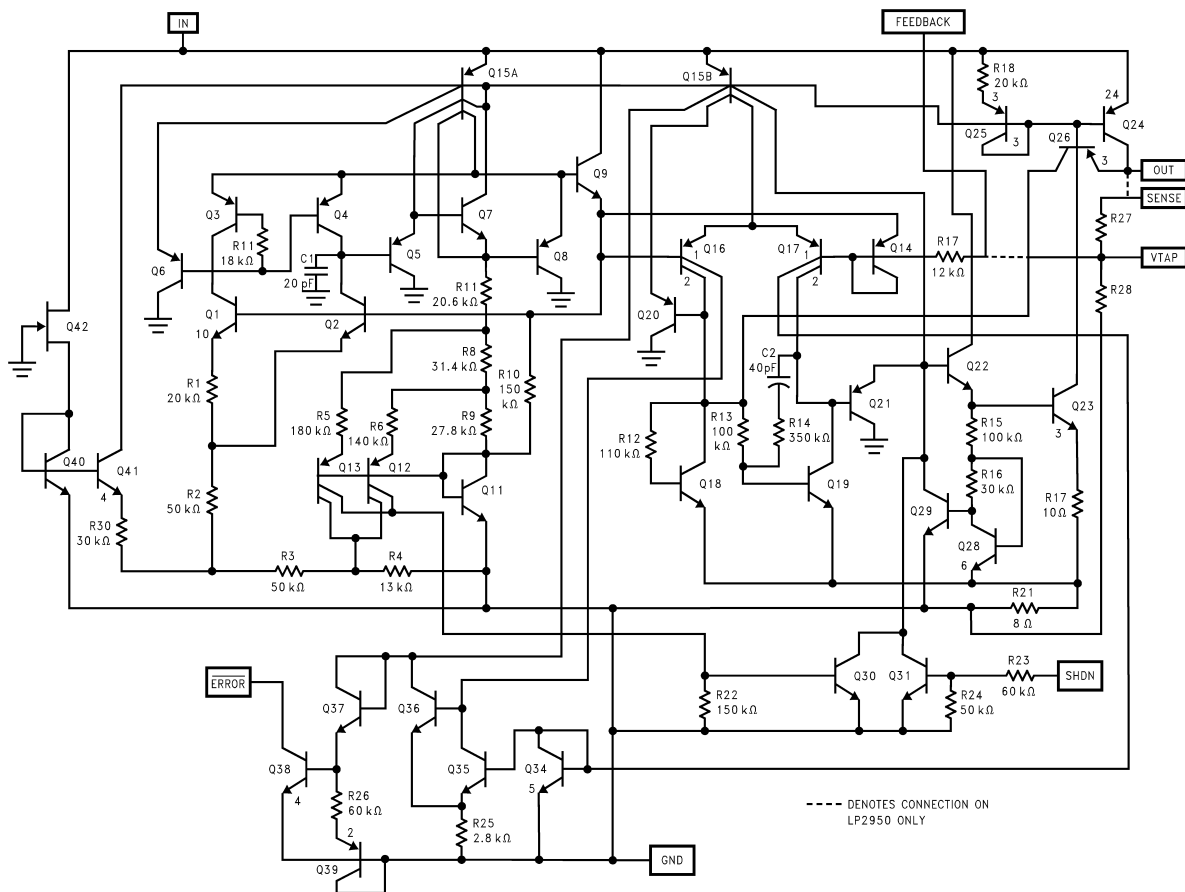 IN
FEEDBACK
Q15A
Q15B
R18
20 kΩ
3
Q25
3
24
Q24
Q26
3
OUT
SENSE
R27
VTAP
R28
Q3
R11
18 kΩ
Q4
Q6
C1
20 pF
Q5
Q7
Q9
Q8
R11
20.6 kΩ
Q16
1
2
Q17
1
2
Q14
R17
12 kΩ
Q42
Q1
10
Q2
Q20
R1
20 kΩ
R8
31.4 kΩ
R10
150
kΩ
R5
180 kΩ
R6
140 kΩ
R9
27.8 kΩ
C2
40pF
Q22
Q21
Q23
3
R12
110 kΩ
R13
100
kΩ
R14
350 kΩ
R15
100 kΩ
R16
30 kΩ
Q40
Q41
4
R30
30 kΩ
R2
50 kΩ
Q13
Q12
Q11
Q18
Q19
Q29
Q28
6
R17
10 Ω
R3
50 kΩ
R4
13 kΩ
R21
8 Ω
ERROR
Q37
Q36
R22
150 kΩ
Q30
Q31
R24
50 kΩ
R23
60 kΩ
SHDN
Q38
4
R26
60 kΩ
Q35
Q34
5
R25
2.8 kΩ
2
Q39
GND
DENOTES CONNECTION ON
LP2950 ONLY